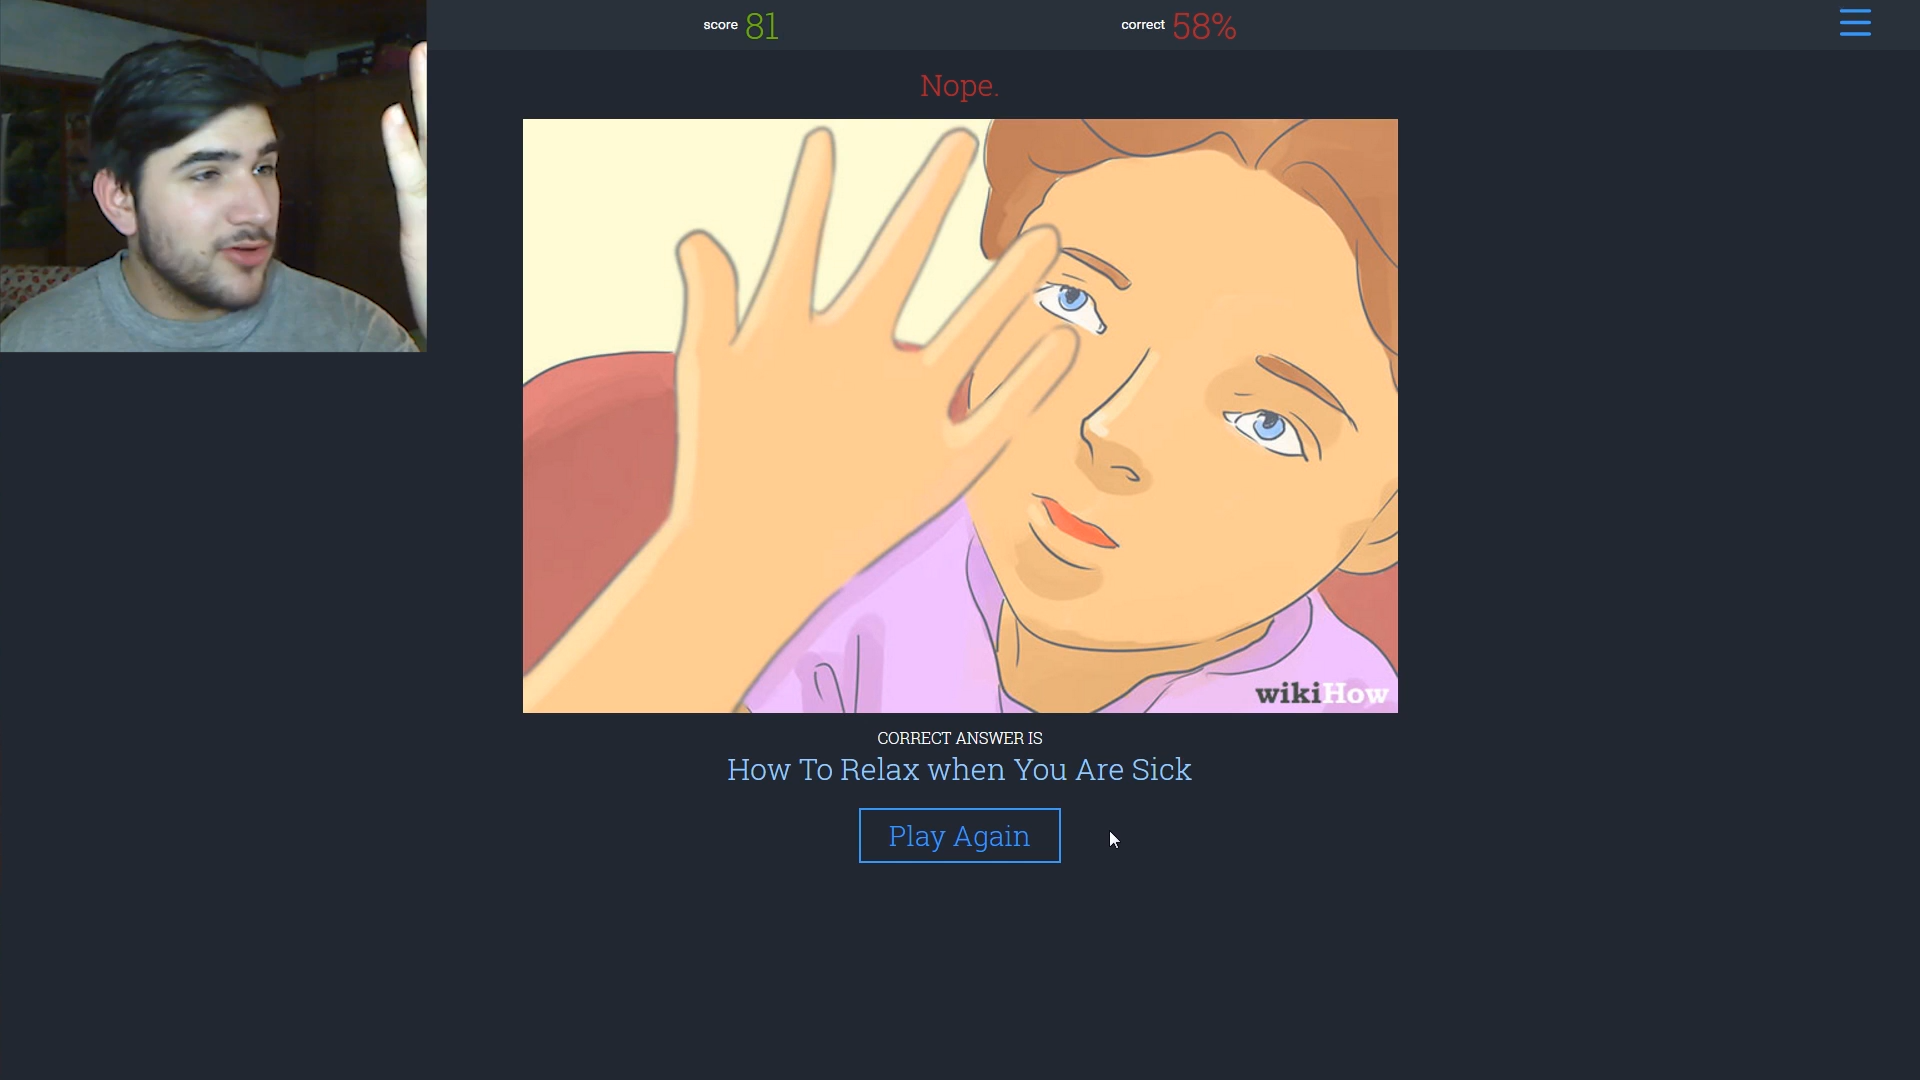 score 81
correct 58%
Nope.
wikiHow
CORRECT ANSWER IS
How To Relax when You Are Sick
Play Again